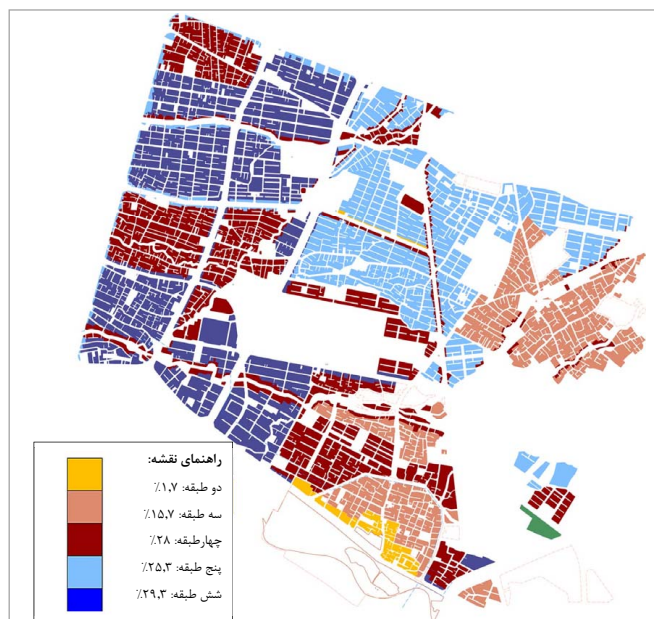 راهنمای نقشه:
دو طبقه: ۱,۷٪
سه طبقه: ۱۵,۷٪
چهارطبقه: ۲۸٪
پنج طبقه: ۲۵,۳٪
شش طبقه: ۲۹,۳٪